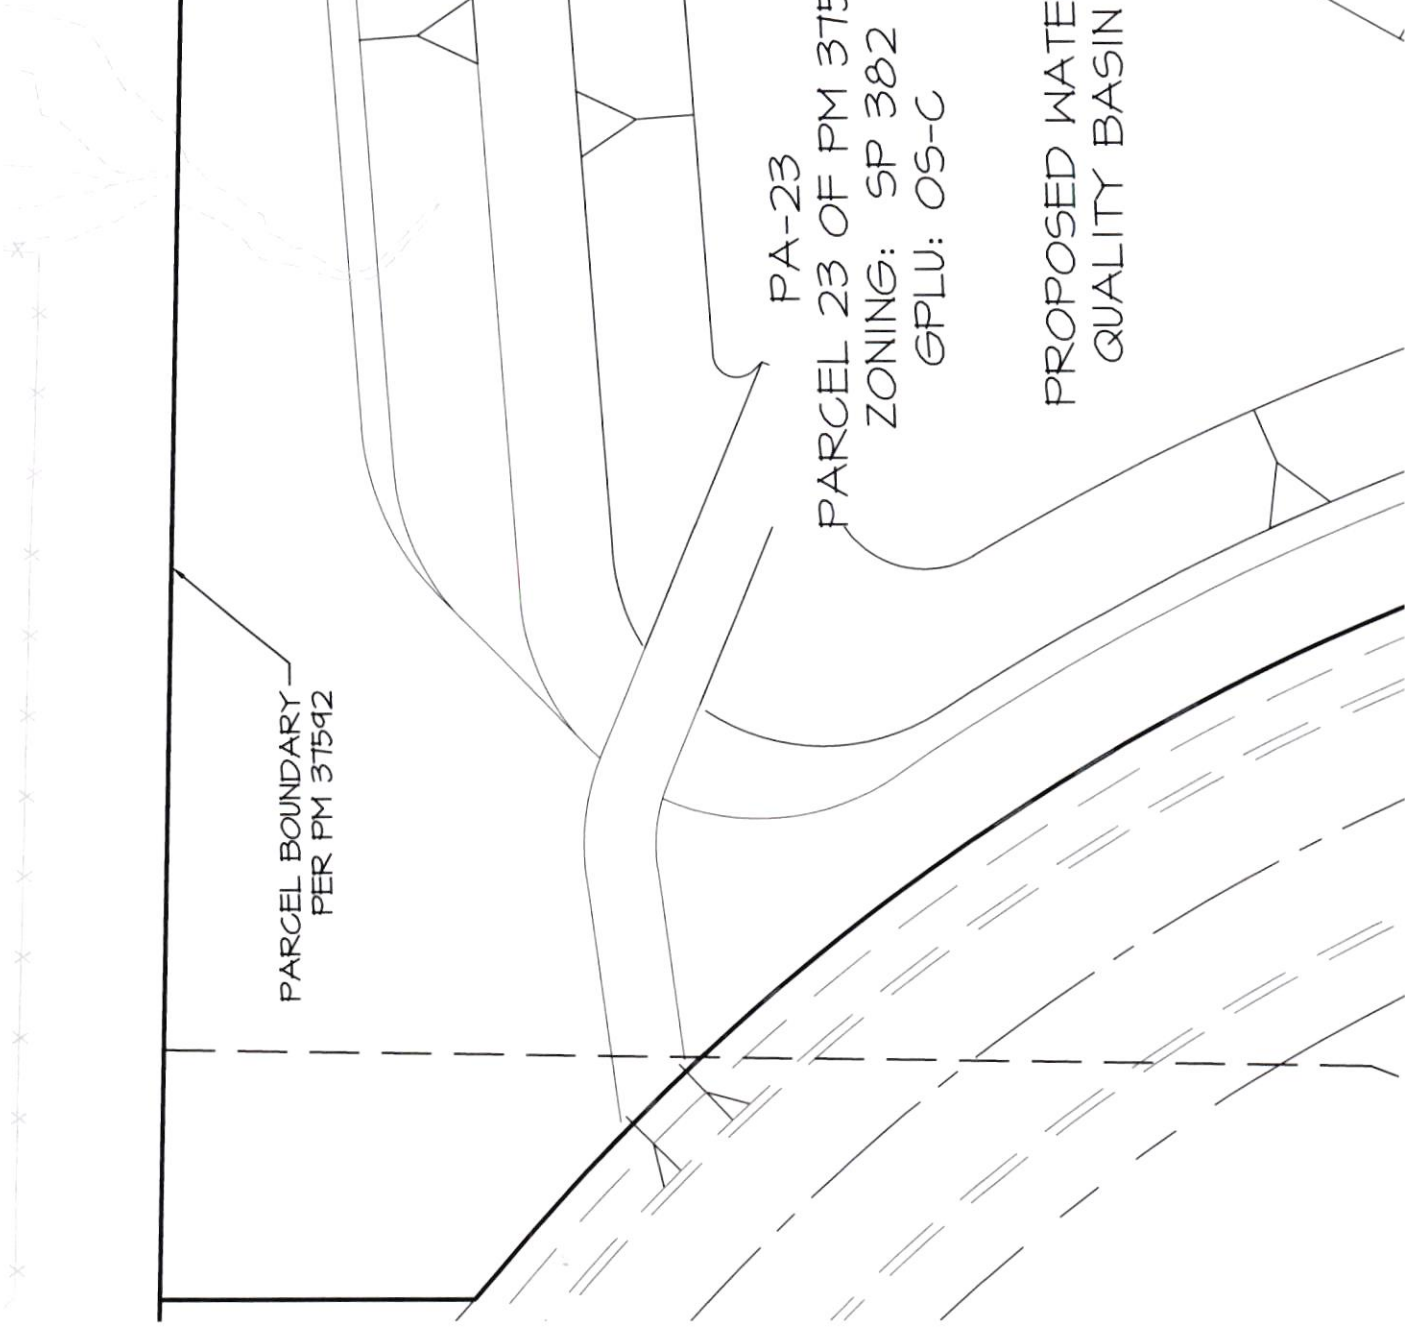 PA-23
PARCEL 23 OF PM 375
ZONING: SP 382
GPLU: OS-C
PROPOSED WATE
QUALITY BASIN
PARCEL BOUNDARY
PER PM 37592